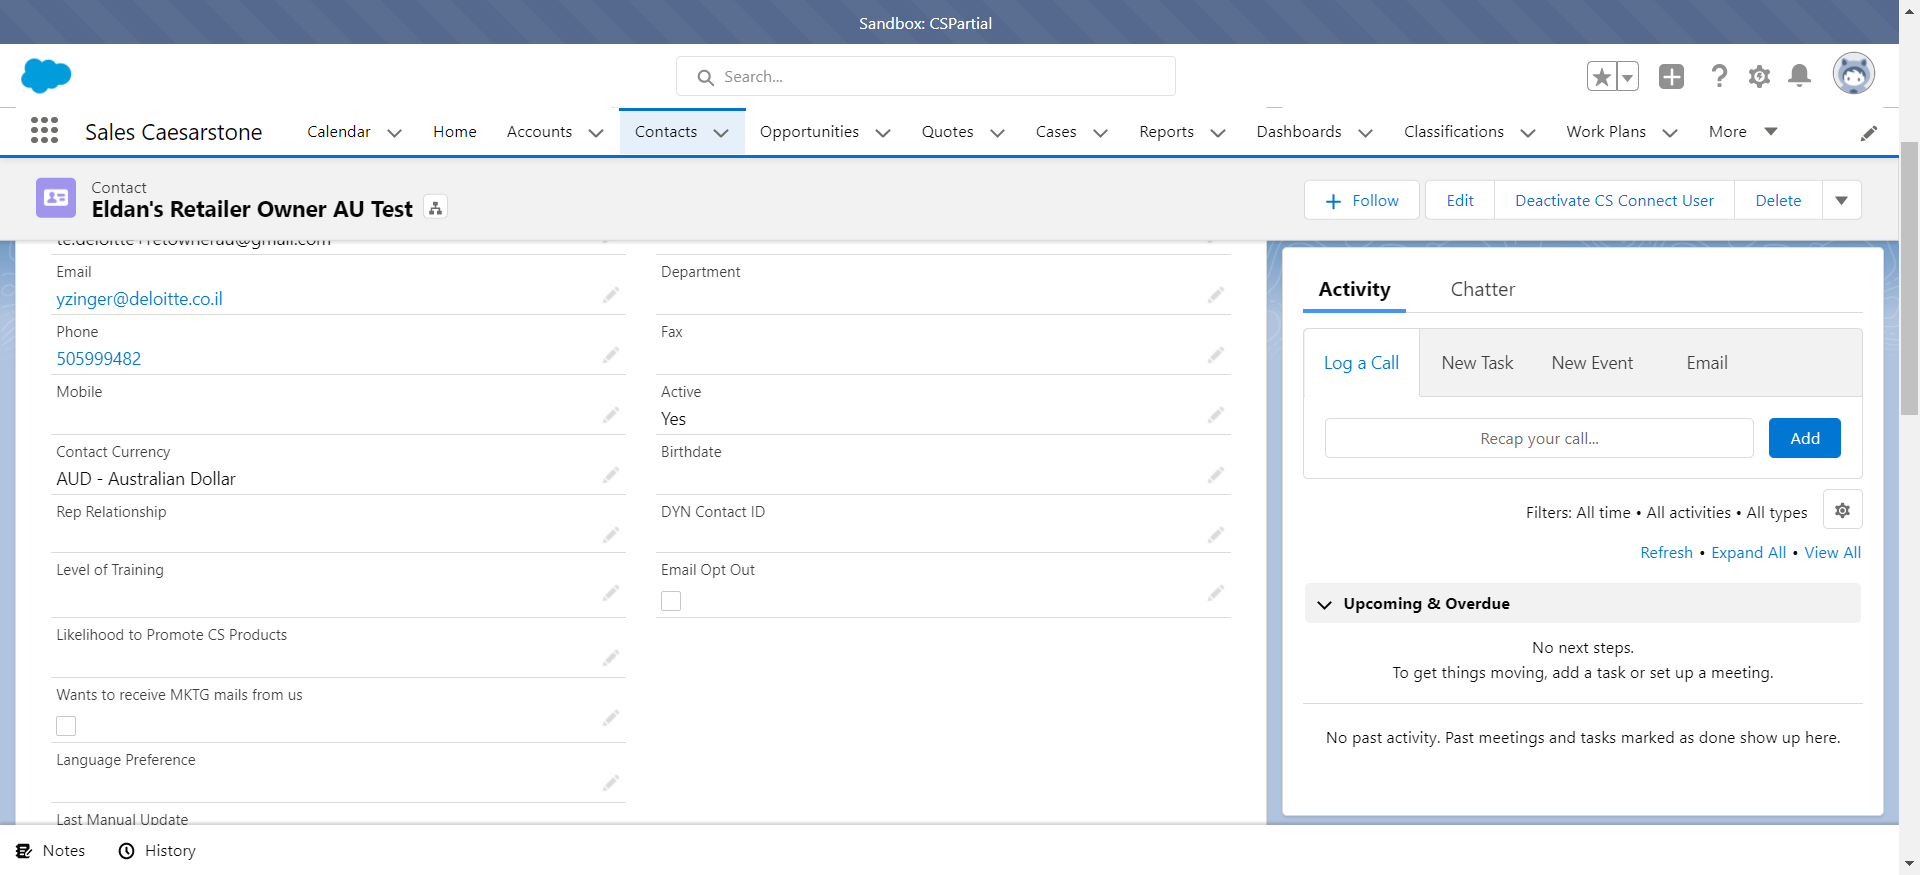 Sandbox: CSPartial
Search...
Sales Caesarstone
Calendar
Home
Accounts
Contacts
Opportunities
Quotes
Cases
Reports
Dashboards
Classifications
Work Plans
More
Contact
Eldan's Retailer Owner AU Test
Follow
Edit
Deactivate CS Connect User
Delete
te.deloitte+retownerau@gmail.com
Email
yzinger@deloitte.co.il
Phone
505999482
Mobile
Contact Currency
AUD - Australian Dollar
Rep Relationship
Level of Training
Likelihood to Promote CS Products
Wants to receive MKTG mails from us
Language Preference
Last Manual Update
Department
Fax
Active
Yes
Birthdate
DYN Contact ID
Email Opt Out
Activity
Chatter
Log a Call
New Task
New Event
Email
Recap your call...
Add
Filters: All time • All activities • All types
Refresh • Expand All • View All
Upcoming & Overdue
No next steps.
To get things moving, add a task or set up a meeting.
No past activity. Past meetings and tasks marked as done show up here.
Notes
History